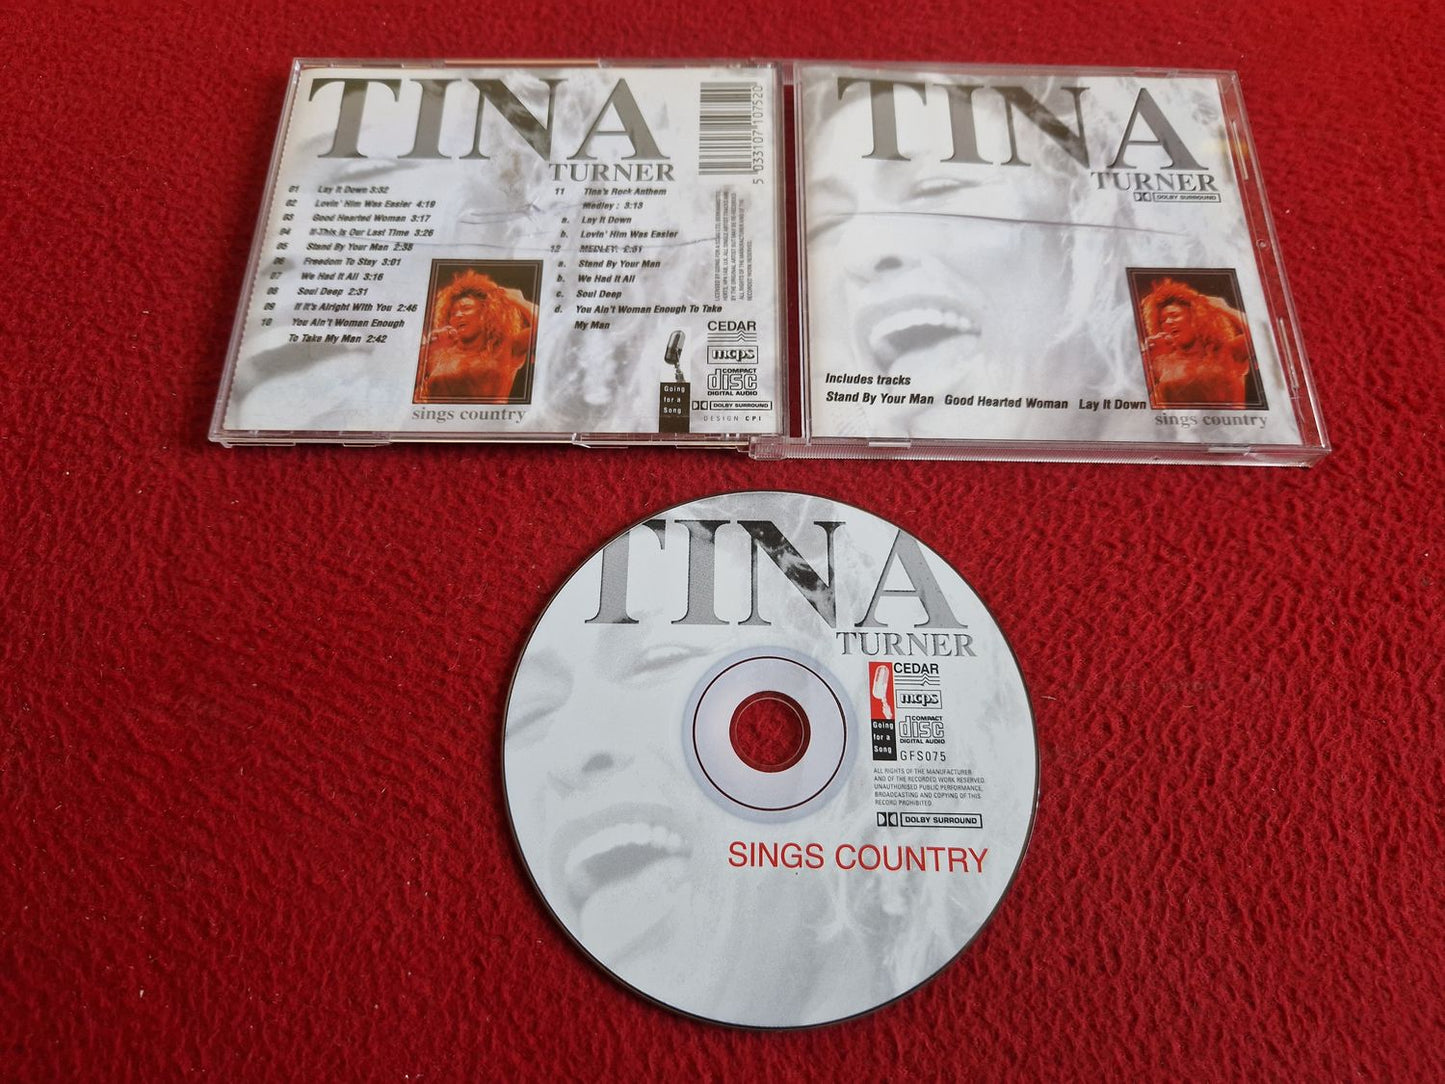 TINA
TURNER
5 033107 107520
01 Lay It Down 3:32
02 Lovin' Him Was Easier 4:19
03 Good Hearted Woman 3:17
04 If This Is Our Last Time 3:26
05 Stand By Your Man 2:38
06 Freedom To Stay 3:01
07 We Had It All 3:16
08 Soul Deep 2:31
09 If It's Alright With You 2:46
10 You Ain't Woman Enough
To Take My Man 2:42
11 Tina's Rock Anthem
Medley : 3:13
a. Lay It Down
b. Lovin' Him Was Easier
12 MEDLEY: 2:51
a. Stand By Your Man
b. We Had It All
c. Soul Deep
d. You Ain't Woman Enough To Take
My Man
sings country
Going
for a
Song
CEDAR
mcps
COMPACT
disc
DIGITAL AUDIO
DOLBY SURROUND
DESIGN CPI
TINA
TURNER
DOLBY SURROUND
Includes tracks
Stand By Your Man Good Hearted Woman Lay It Down
sings country
TINA
TURNER
CEDAR
mcps
Going
for a
Song
COMPACT
disc
DIGITAL AUDIO
GFS075
ALL RIGHTS OF THE MANUFACTURER
AND OF THE RECORDED WORK RESERVED.
UNAUTHORISED PUBLIC PERFORMANCE,
BROADCASTING AND COPYING OF THIS
RECORD PROHIBITED
DOLBY SURROUND
SINGS COUNTRY